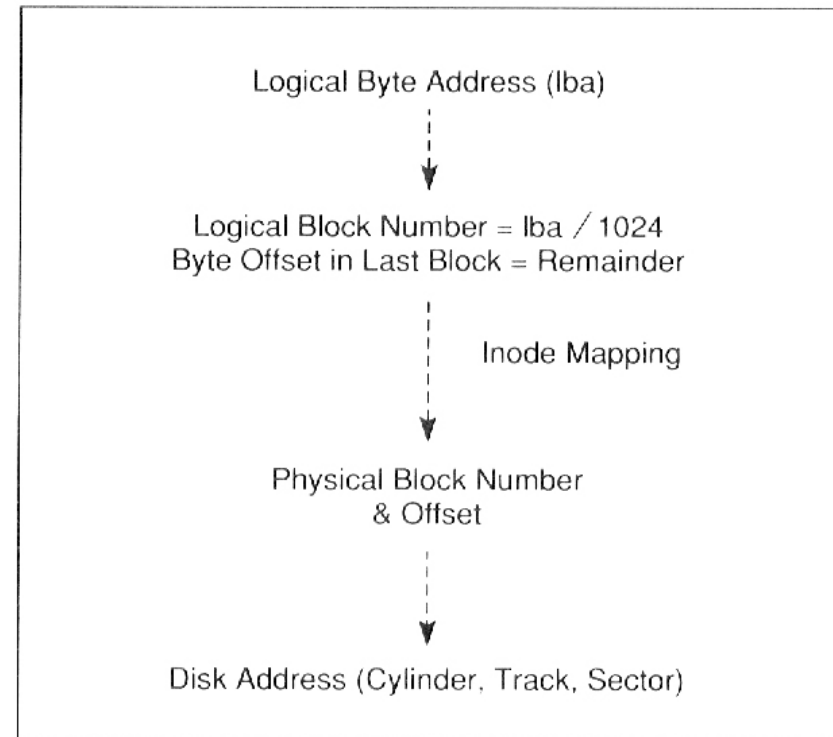 Logical Byte Address (lba)
Logical Block Number = lba / 1024
Byte Offset in Last Block = Remainder
Inode Mapping
Physical Block Number
& Offset
Disk Address (Cylinder, Track, Sector)